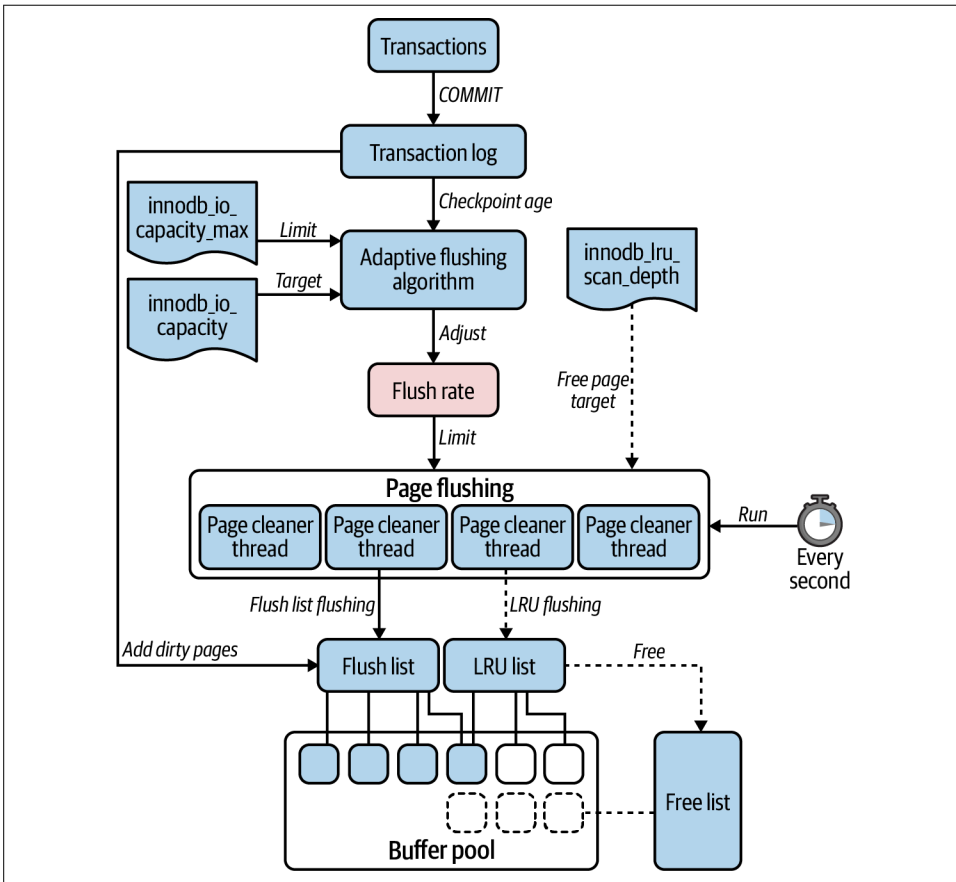 Transactions
COMMIT
Transaction log
Checkpoint age
innodb_io_
capacity_max
Limit
Adaptive flushing
algorithm
innodb_lru_
scan_depth
Target
innodb_io_
capacity
Adjust
Flush rate
Free page
target
Limit
Page flushing
Page cleaner
thread
Page cleaner
thread
Page cleaner
thread
Page cleaner
thread
Run
Every
second
Flush list flushing
LRU flushing
Add dirty pages
Flush list
LRU list
Free
Free list
Buffer pool